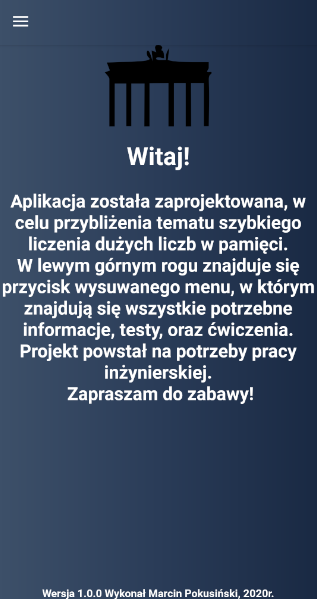 Witaj!
Aplikacja została zaprojektowana, w
celu przybliżenia tematu szybkiego
liczenia dużych liczb w pamięci.
W lewym górnym rogu znajduje się
przycisk wysuwanego menu, w którym
znajdują się wszystkie potrzebne
informacje, testy, oraz ćwiczenia.
Projekt powstał na potrzeby pracy
inżynierskiej.
Zapraszam do zabawy!
Wersja 1.0.0 Wykonał Marcin Pokusiński, 2020r.